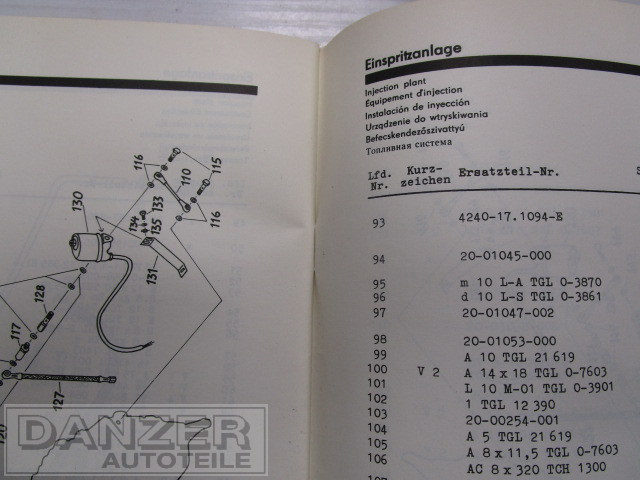 116
115
110
130
133
134
135
116
131
128
117
127
DANZER
AUTOTEILE
Einspritzanlage
Injection plant
Équipement d'injection
Instalación de inyección
Urządzenie do wtryskiwania
Befecskendezőszivattyú
Топливная система
Lfd. Kurz- Ersatzteil-Nr.
Nr. zeichen
93 4240-17.1094-E
94 20-01045-000
95 m 10 L-A TGL 0-3870
96 d 10 L-S TGL 0-3861
97 20-01047-002
98 20-01053-000
99 A 10 TGL 21619
100 V 2 A 14 x 18 TGL 0-7603
101 L 10 M-01 TGL 0-3901
102 1 TGL 12 390
103 20-00254-001
104 A 5 TGL 21619
105 A 8 x 11,5 TGL 0-7603
106 AC 8 x 320 TCH 1300